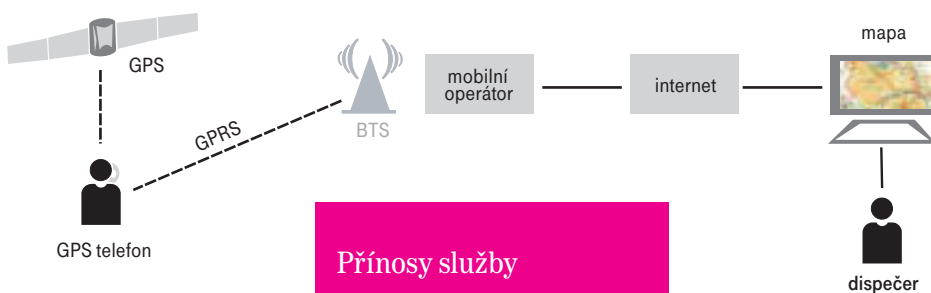 GPS
mapa
mobilní
operátor
internet
BTS
GPRS
GPS telefon
Přínosy služby
dispečer